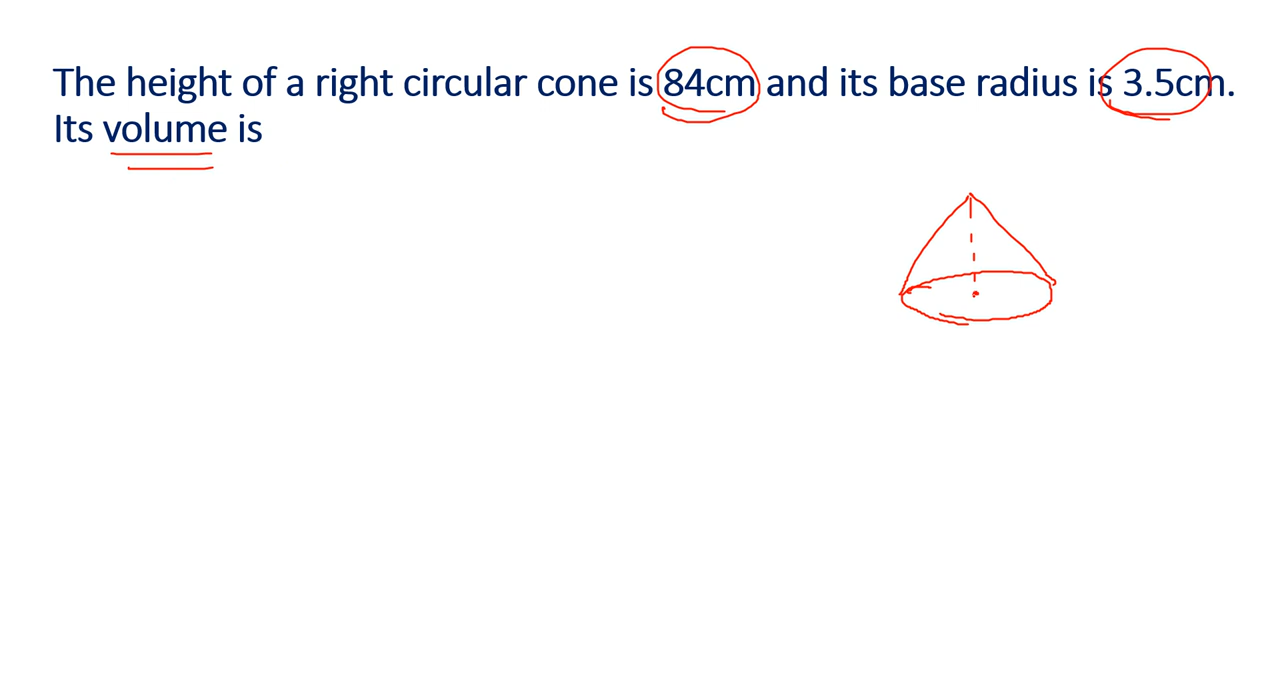 The height of a right circular cone is 84cm and its base radius is 3.5cm.
Its volume is